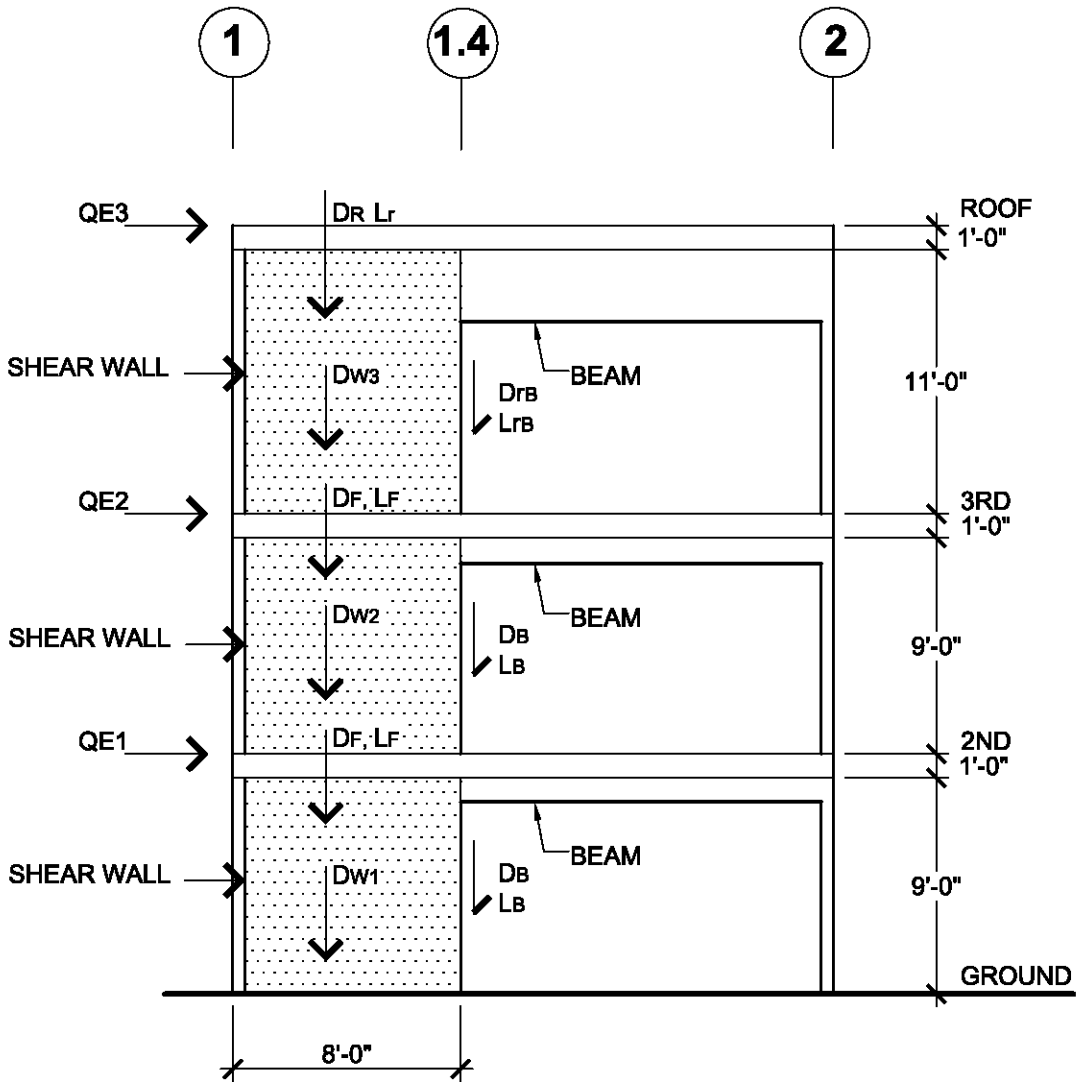 1 1.4 2
QE3 DR Lr ROOF
1'-0"
SHEAR WALL DW3 BEAM 11'-0"
DrB
LrB
QE2 DF, LF 3RD
1'-0"
DW2 BEAM
SHEAR WALL DB 9'-0"
LB
QE1 DF, LF 2ND
1'-0"
BEAM
SHEAR WALL DW1 DB 9'-0"
LB
GROUND
8'-0"